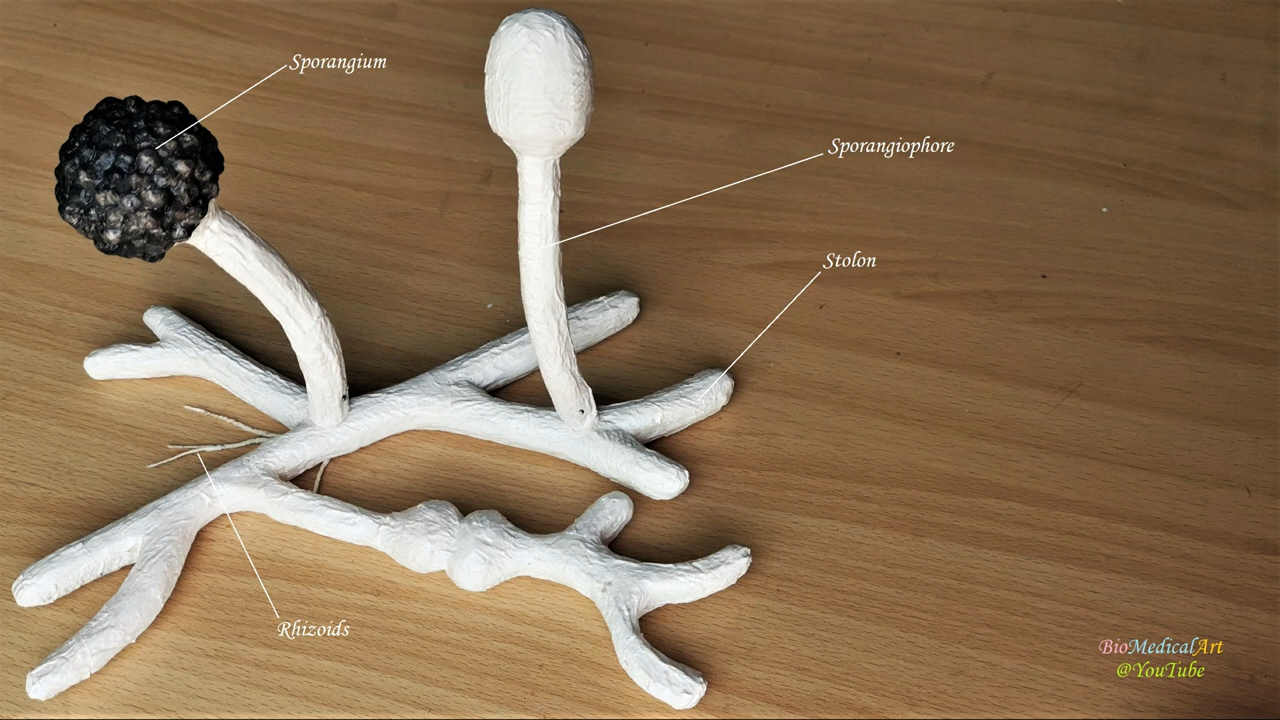 Sporangium
Sporangiophore
Stolon
Rhizoids
BioMedicalArt
@YouTube